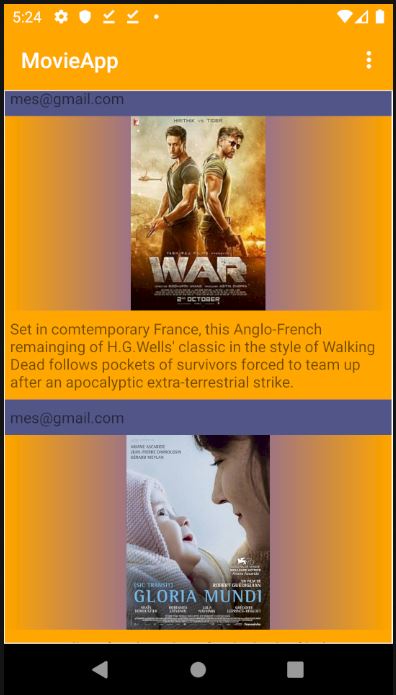 5:24
MovieApp
mes@gmail.com
HRITHIK VS TIGER
WAR
2ND OCTOBER
Set in comtemporary France, this Anglo-French
remainging of H.G.Wells' classic in the style of Walking
Dead follows pockets of survivors forced to team up
after an apocalyptic extra-terrestrial strike.
mes@gmail.com
ARIANE ASCARIDE
JEAN-PIERRE DARROUSSIN
GÉRARD MEYLAN
UN FILM DE
ROBERT GUÉDIGUIAN
(SIC TRANSIT)
GLORIA MUNDI